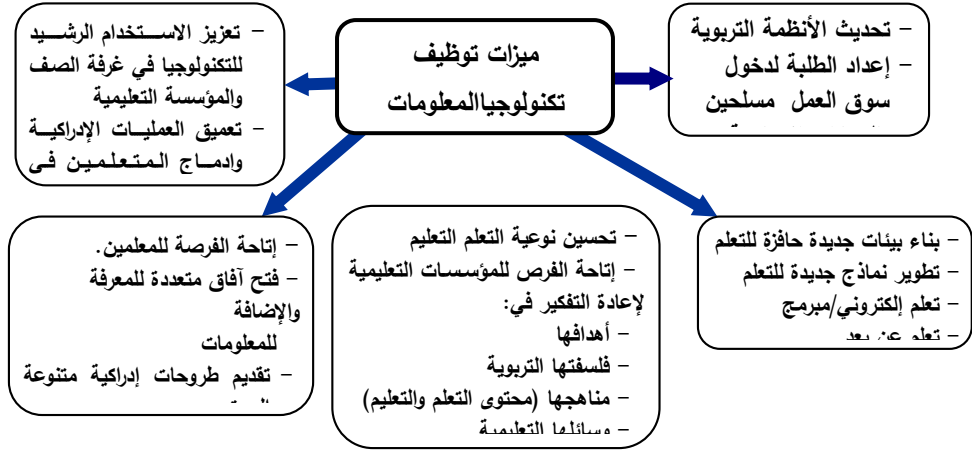 ميزات توظيف
تكنولوجياالمعلومات
- تحديث الأنظمة التربوية
- إعداد الطلبة لدخول
سوق العمل مسلحين
- تعزيز الاستخدام الرشيد
للتكنولوجيا في غرفة الصف
والمؤسسة التعليمية
- تعميق العمليات الإدراكية
وادماج المتعلمين في
- بناء بيئات جديدة حافزة للتعلم
- تطوير نماذج جديدة للتعلم
- تعلم إلكتروني/مبرمج
- تعلم عن بعد
- تحسين نوعية التعلم التعليم
- إتاحة الفرص للمؤسسات التعليمية
لإعادة التفكير في:
- أهدافها
- فلسفتها التربوية
- مناهجها (محتوى التعلم والتعليم)
- وسائلها التعليمية
- إتاحة الفرصة للمعلمين.
- فتح آفاق متعددة للمعرفة
والإضافة
للمعلومات
- تقديم طروحات إدراكية متنوعة